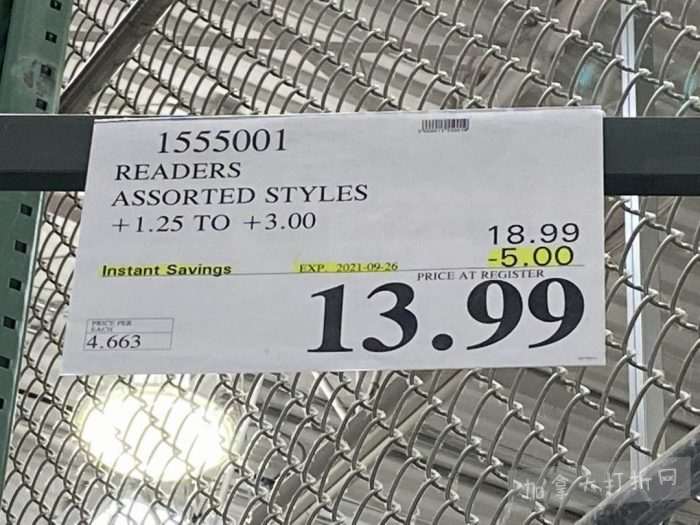 1555001
READERS
ASSORTED STYLES
+1.25 TO +3.00
18.99
-5.00
Instant Savings EXP. 2021-09-26
PRICE AT REGISTER
13.99
PRICE PER
EACH
4.663
加拿大打折网